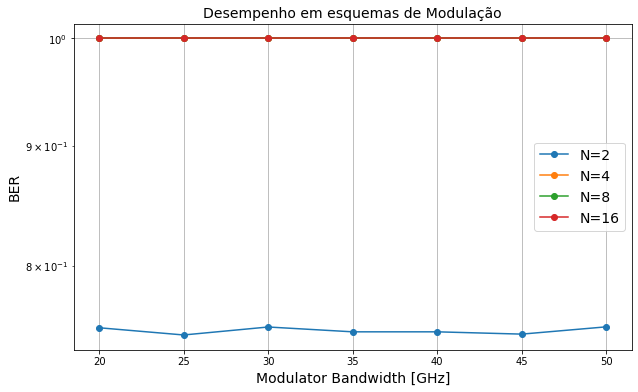 Desempenho em esquemas de Modulação
10⁰
9 × 10⁻¹
8 × 10⁻¹
BER
N=2
N=4
N=8
N=16
20 25 30 35 40 45 50
Modulator Bandwidth [GHz]